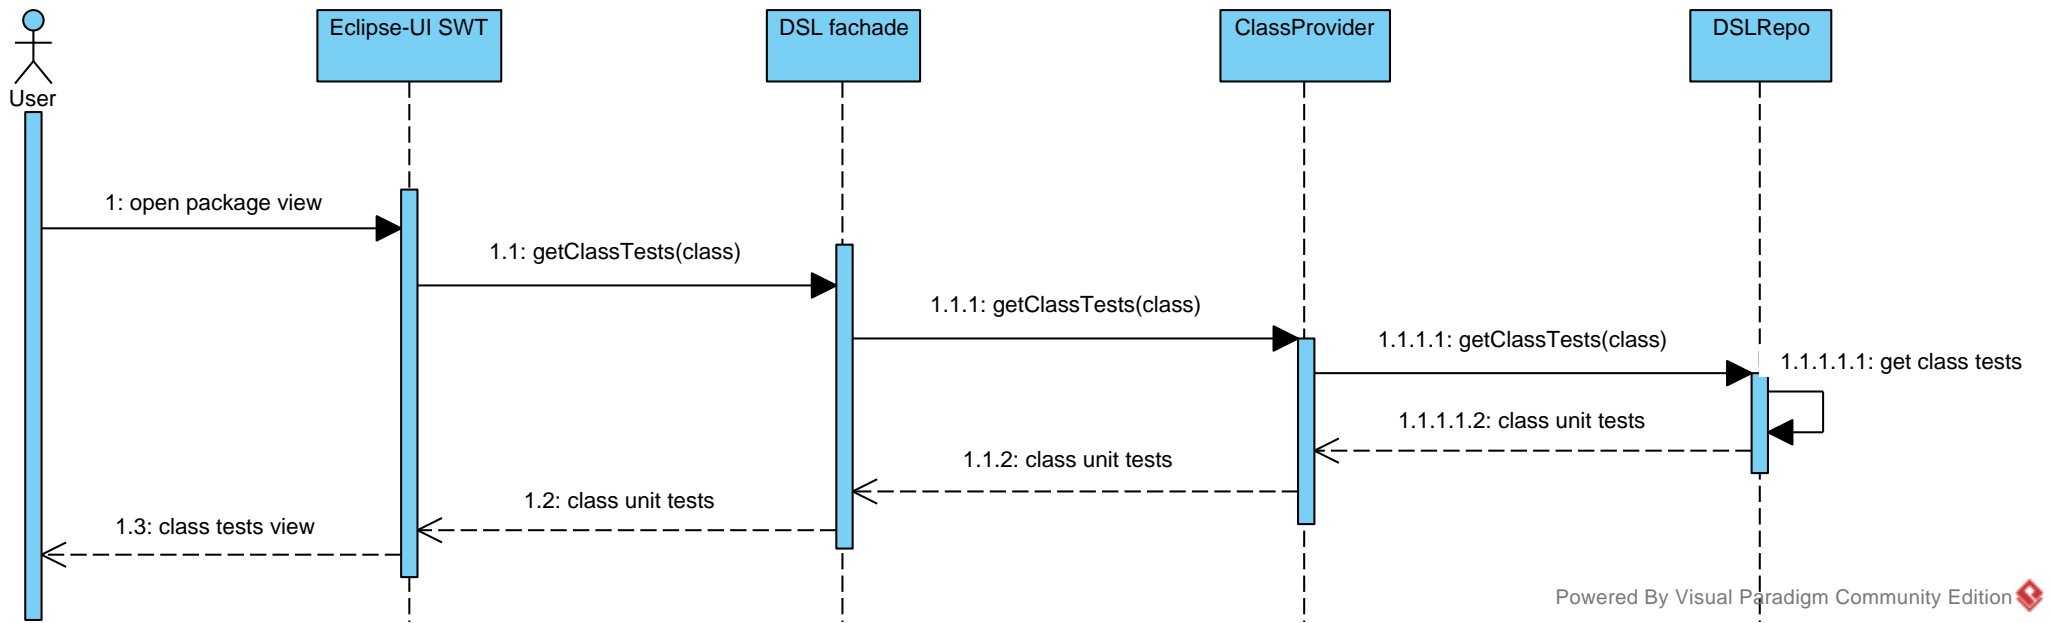 User
Eclipse-UI SWT
DSL fachade
ClassProvider
DSLRepo
1: open package view
1.1: getClassTests(class)
1.1.1: getClassTests(class)
1.1.1.1: getClassTests(class)
1.1.1.1.1: get class tests
1.1.1.1.2: class unit tests
1.1.2: class unit tests
1.2: class unit tests
1.3: class tests view
Powered By Visual Paradigm Community Edition